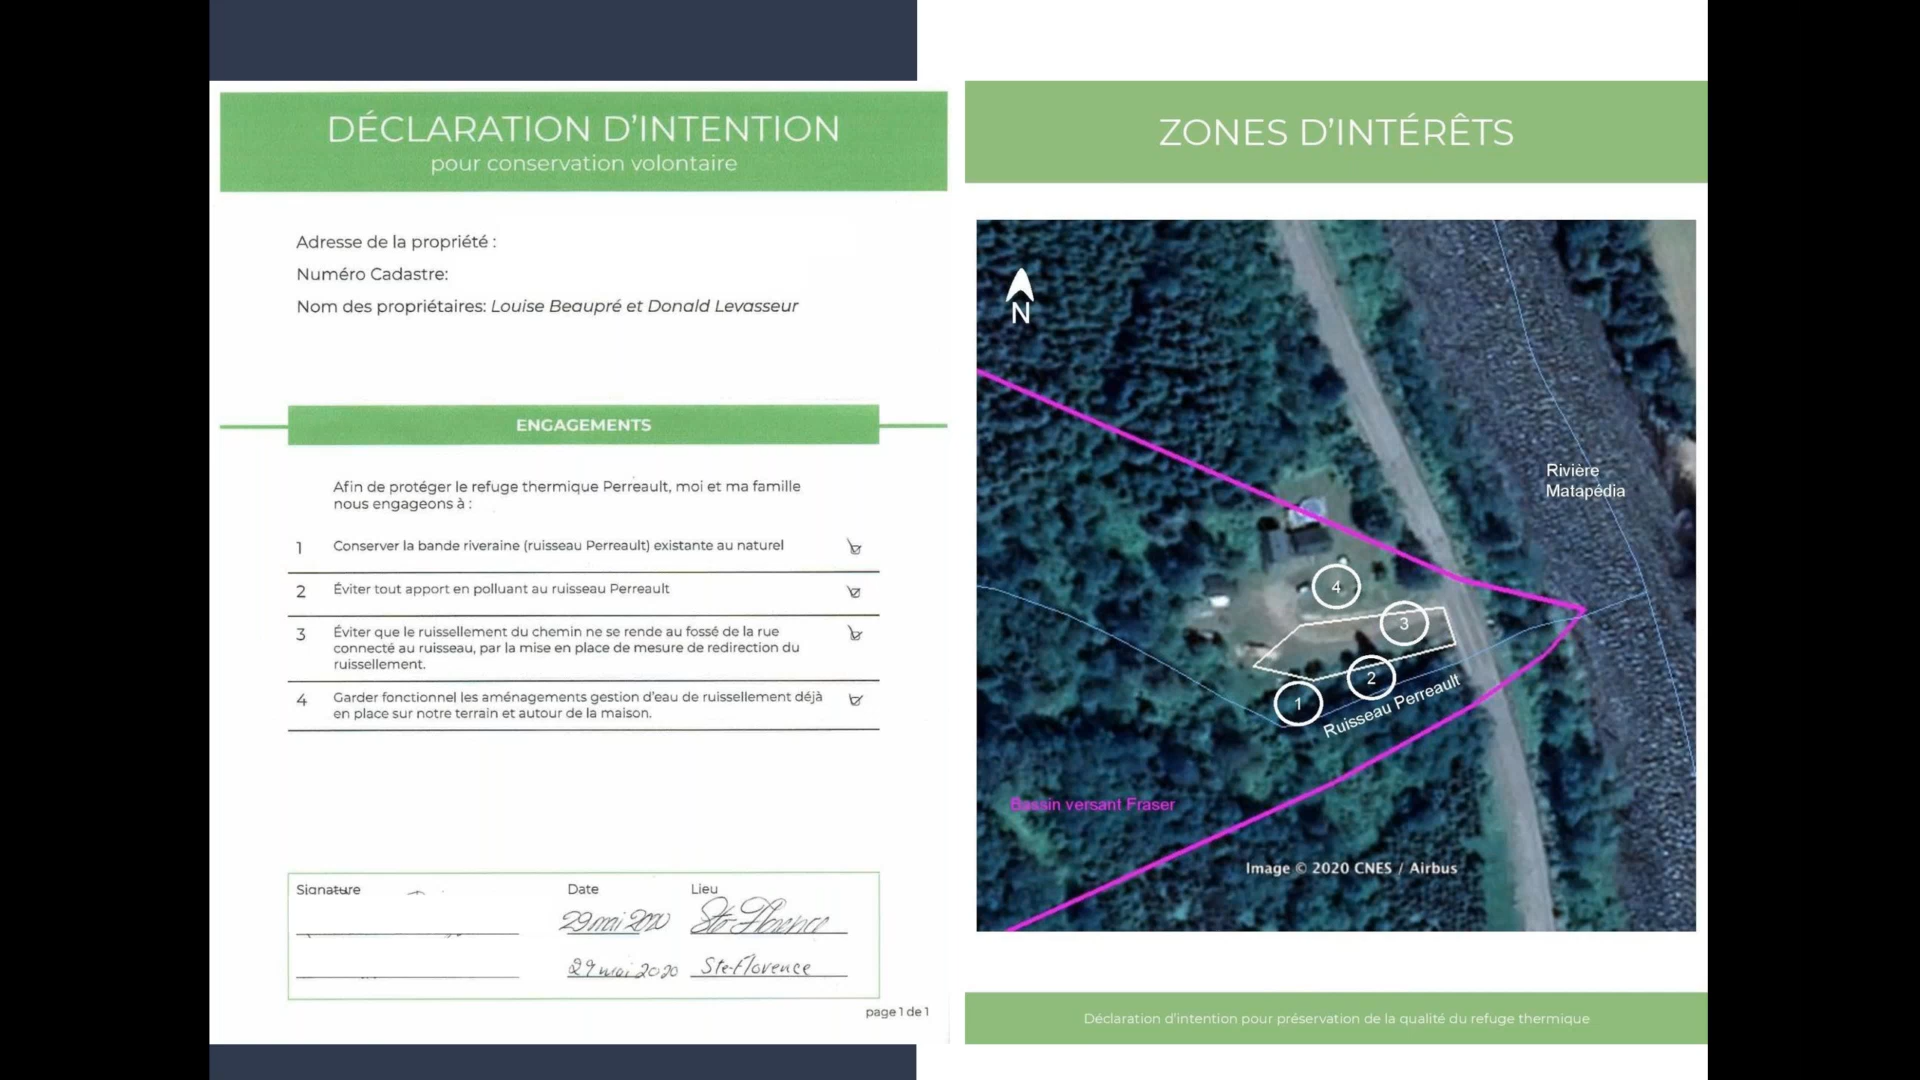 DÉCLARATION D'INTENTION
pour conservation volontaire
Adresse de la propriété :
Numéro Cadastre:
Nom des propriétaires: Louise Beaupré et Donald Levasseur
ENGAGEMENTS
Afin de protéger le refuge thermique Perreault, moi et ma famille
nous engageons à :
1 Conserver la bande riveraine (ruisseau Perreault) existante au naturel
2 Éviter tout apport en polluant au ruisseau Perreault
3 Éviter que le ruissellement du chemin ne se rende au fossé de la rue
connecté au ruisseau, par la mise en place de mesure de redirection du
ruissellement.
4 Garder fonctionnel les aménagements gestion d'eau de ruissellement déjà
en place sur notre terrain et autour de la maison.
Signature Date Lieu
29 mai 2020 Ste-Florence
29 mai 2020 Ste-Florence
page 1 de 1
ZONES D'INTÉRÊTS
N
Rivière
Matapédia
4
3
2
1
Ruisseau Perreault
Bassin versant Fraser
Image © 2020 CNES / Airbus
Déclaration d'intention pour préservation de la qualité du refuge thermique